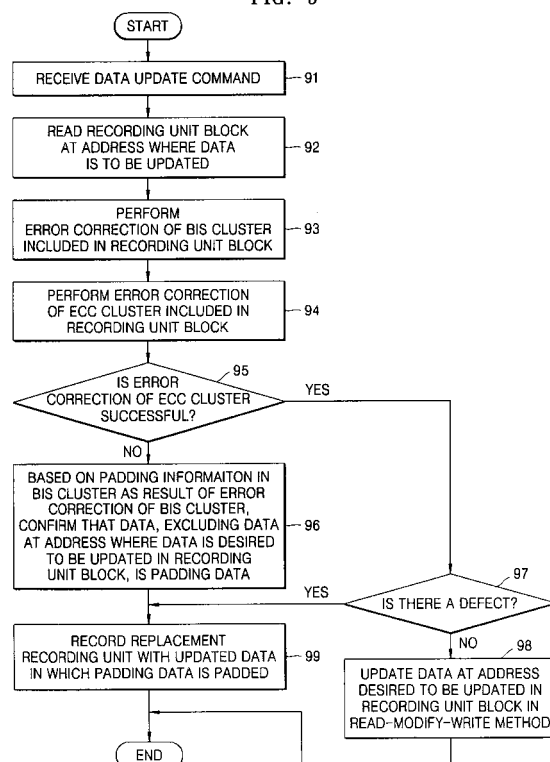 START
RECEIVE DATA UPDATE COMMAND
91
READ RECORDING UNIT BLOCK
AT ADDRESS WHERE DATA
IS TO BE UPDATED
92
PERFORM
ERROR CORRECTION OF BIS CLUSTER
INCLUDED IN RECORDING UNIT BLOCK
93
PERFORM ERROR CORRECTION
OF ECC CLUSTER INCLUDED IN
RECORDING UNIT BLOCK
94
95
IS ERROR
CORRECTION OF ECC CLUSTER
SUCCESSFUL?
YES
NO
BASED ON PADDING INFORMAITON IN
BIS CLUSTER AS RESULT OF ERROR
CORRECTION OF BIS CLUSTER,
CONFIRM THAT DATA, EXCLUDING DATA
AT ADDRESS WHERE DATA IS DESIRED
TO BE UPDATED IN RECORDING
UNIT BLOCK, IS PADDING DATA
96
97
IS THERE A DEFECT?
YES
NO
98
RECORD REPLACEMENT
RECORDING UNIT WITH UPDATED DATA
IN WHICH PADDING DATA IS PADDED
99
UPDATE DATA AT ADDRESS
DESIRED TO BE UPDATED IN
RECORDING UNIT BLOCK IN
READ-MODIFY-WRITE METHOD
END